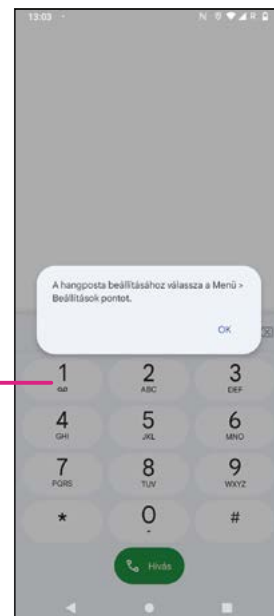 13:03
N R
A hangposta beállításához válassza a Menü >
Beállítások pontot.
OK
1 2 3
ABC DEF
4 5 6
GHI JKL MNO
7 8 9
PQRS TUV WXYZ
* 0 #
Hívás